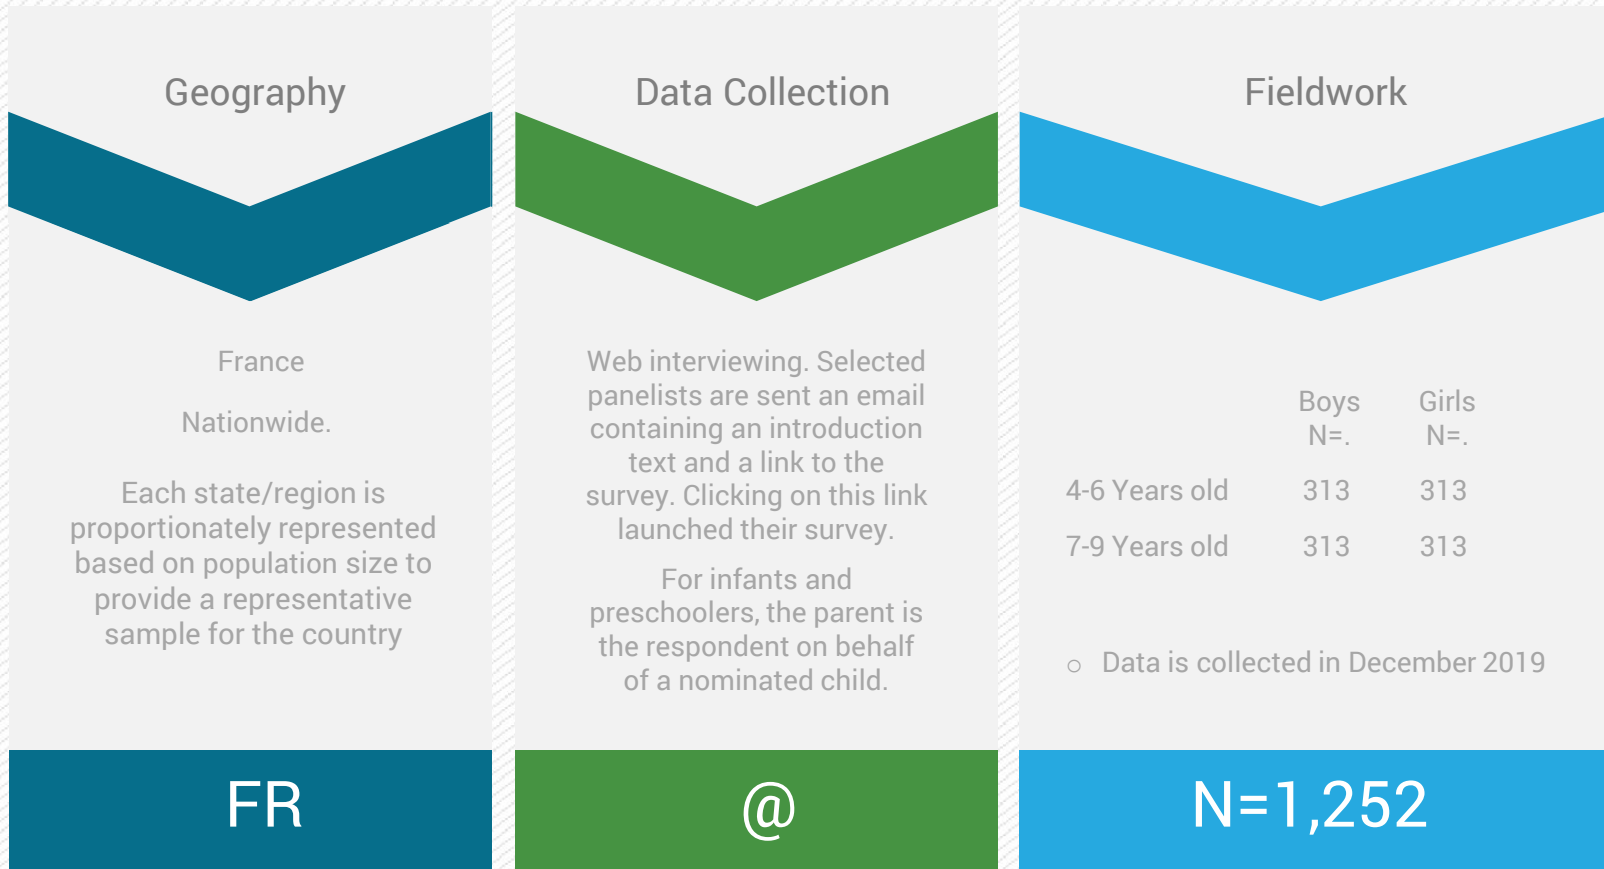 Geography
France
Nationwide.
Each state/region is
proportionately represented
based on population size to
provide a representative
sample for the country
FR
Data Collection
Web interviewing. Selected
panelists are sent an email
containing an introduction
text and a link to the
survey. Clicking on this link
launched their survey.
For infants and
preschoolers, the parent is
the respondent on behalf
of a nominated child.
@
Fieldwork
Boys Girls
N=. N=.
4-6 Years old 313 313
7-9 Years old 313 313
○ Data is collected in December 2019
N=1,252